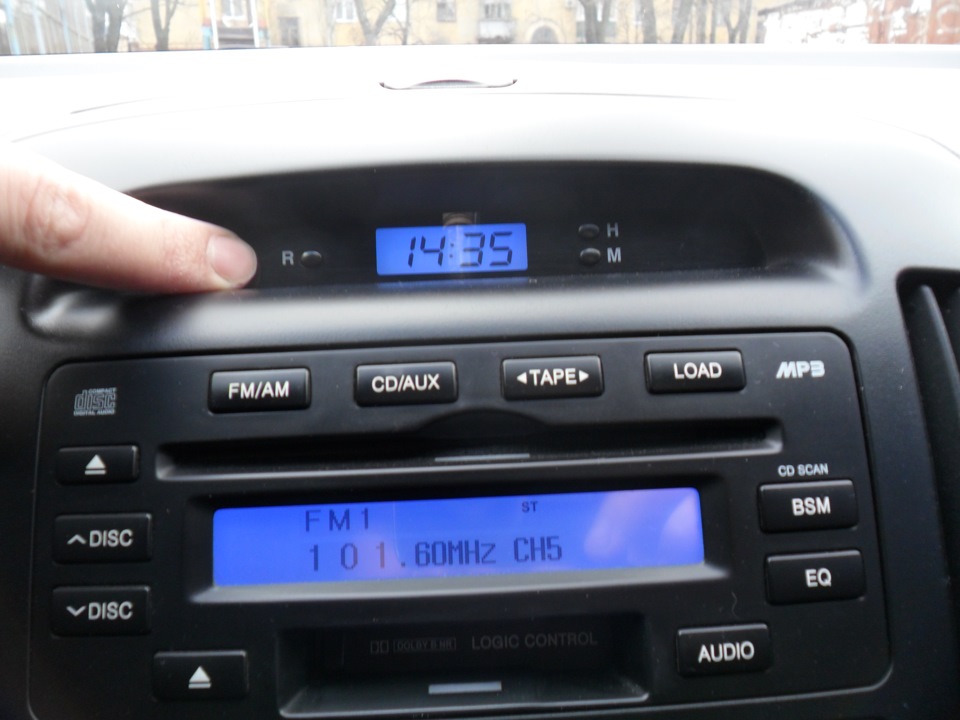 R 14:35 H
M
FM/AM CD/AUX ◀TAPE▶ LOAD MP3
COMPACT
disc
DIGITAL AUDIO
CD SCAN
BSM
FM1 ST
DISC
101.60MHz CH5
EQ
DISC
DOLBY B NR LOGIC CONTROL
AUDIO